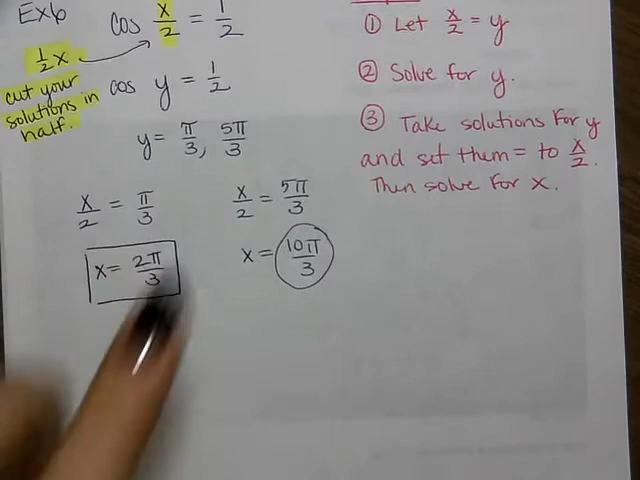 Ex6
cos x/2 = 1/2
1/2 x
cut your
solutions in
half.
cos y = 1/2
y = π/3, 5π/3
x/2 = π/3
x/2 = 5π/3
x = 2π/3
x = 10π/3
① Let x/2 = y
② Solve for y.
③ Take solutions for y
and set them = to x/2.
Then solve for x.